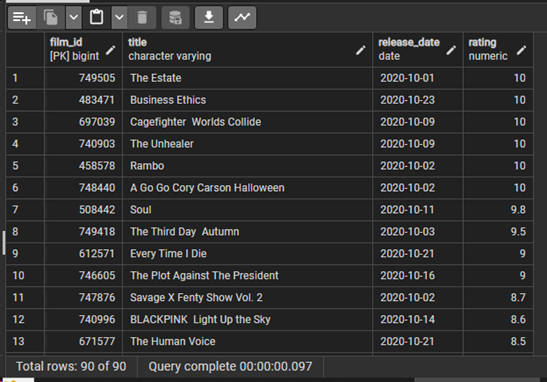 film_id title release_date rating
[PK] bigint character varying date numeric
1 749505 The Estate 2020-10-01 10
2 483471 Business Ethics 2020-10-23 10
3 697039 Cagefighter Worlds Collide 2020-10-09 10
4 740903 The Unhealer 2020-10-09 10
5 458578 Rambo 2020-10-02 10
6 748440 A Go Go Cory Carson Halloween 2020-10-02 10
7 508442 Soul 2020-10-11 9.8
8 749418 The Third Day Autumn 2020-10-03 9.5
9 612571 Every Time I Die 2020-10-21 9
10 746605 The Plot Against The President 2020-10-16 9
11 747876 Savage X Fenty Show Vol. 2 2020-10-02 8.7
12 740996 BLACKPINK Light Up the Sky 2020-10-14 8.6
13 671577 The Human Voice 2020-10-21 8.5
Total rows: 90 of 90 Query complete 00:00:00.097